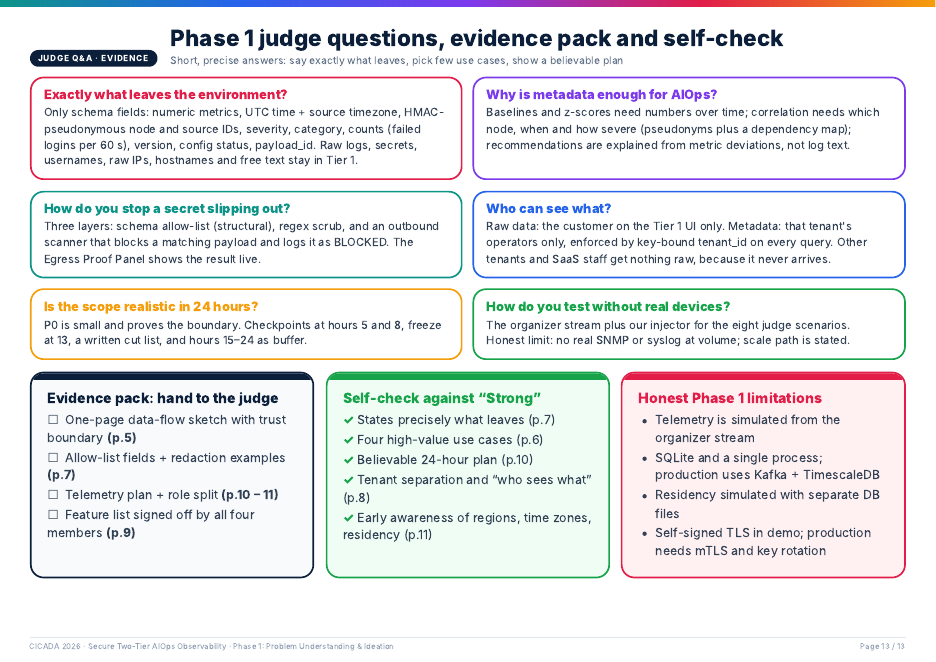 Phase 1 judge questions, evidence pack and self-check
JUDGE Q&A · EVIDENCE
Short, precise answers: say exactly what leaves, pick few use cases, show a believable plan
Exactly what leaves the environment?
Only schema fields: numeric metrics, UTC time + source timezone, HMAC-
pseudonymous node and source IDs, severity, category, counts (failed
logins per 60 s), version, config status, payload_id. Raw logs, secrets,
usernames, raw IPs, hostnames and free text stay in Tier 1.
Why is metadata enough for AIOps?
Baselines and z-scores need numbers over time; correlation needs which
node, when and how severe (pseudonyms plus a dependency map);
recommendations are explained from metric deviations, not log text.
How do you stop a secret slipping out?
Three layers: schema allow-list (structural), regex scrub, and an outbound
scanner that blocks a matching payload and logs it as BLOCKED. The
Egress Proof Panel shows the result live.
Who can see what?
Raw data: the customer on the Tier 1 UI only. Metadata: that tenant's
operators only, enforced by key-bound tenant_id on every query. Other
tenants and SaaS staff get nothing raw, because it never arrives.
Is the scope realistic in 24 hours?
P0 is small and proves the boundary. Checkpoints at hours 5 and 8, freeze
at 13, a written cut list, and hours 15–24 as buffer.
How do you test without real devices?
The organizer stream plus our injector for the eight judge scenarios.
Honest limit: no real SNMP or syslog at volume; scale path is stated.
Evidence pack: hand to the judge
☐ One-page data-flow sketch with trust
boundary (p.5)
☐ Allow-list fields + redaction examples
(p.7)
☐ Telemetry plan + role split (p.10 – 11)
☐ Feature list signed off by all four
members (p.9)
Self-check against “Strong”
✔ States precisely what leaves (p.7)
✔ Four high-value use cases (p.6)
✔ Believable 24-hour plan (p.10)
✔ Tenant separation and “who sees what”
(p.8)
✔ Early awareness of regions, time zones,
residency (p.11)
Honest Phase 1 limitations
• Telemetry is simulated from the
organizer stream
• SQLite and a single process;
production uses Kafka + TimescaleDB
• Residency simulated with separate DB
files
• Self-signed TLS in demo; production
needs mTLS and key rotation
CICADA 2026 · Secure Two-Tier AIOps Observability · Phase 1: Problem Understanding & Ideation
Page 13 / 13